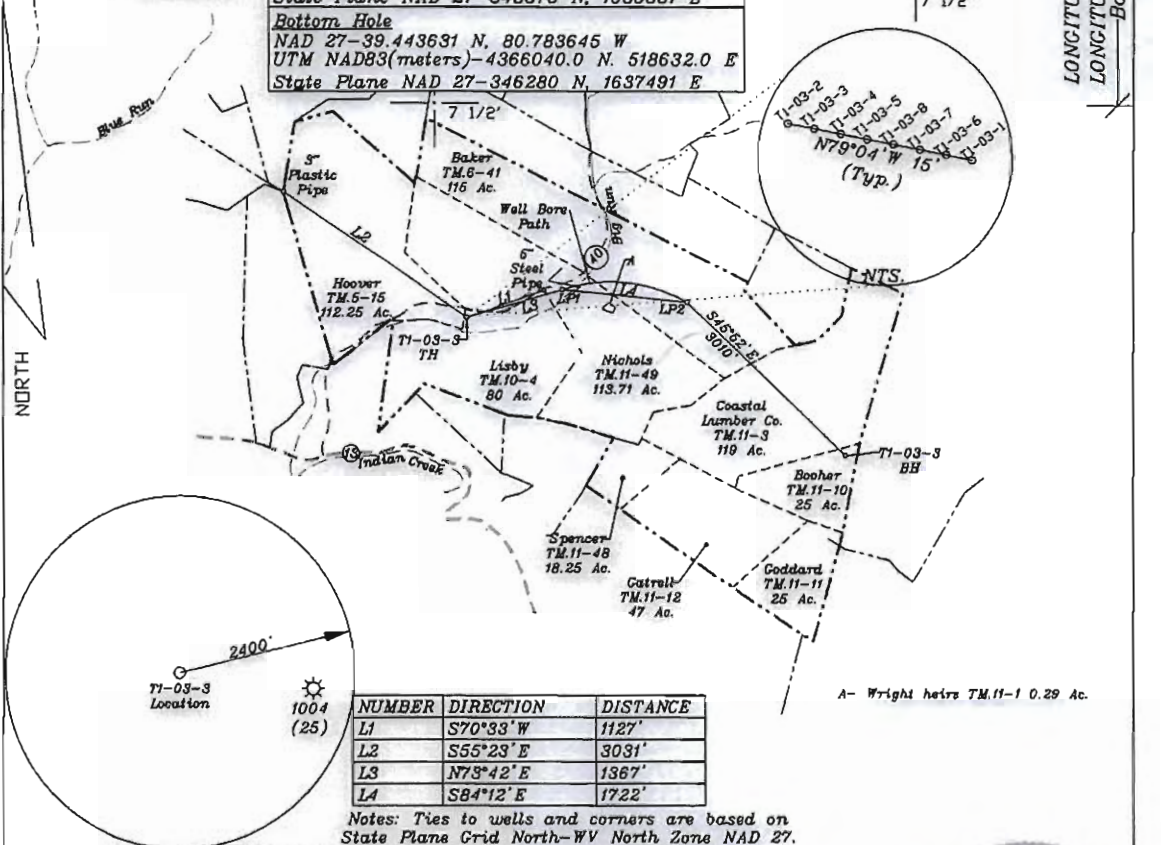 Bottom Hole
NAD 27-39.443631 N, 80.783645 W
UTM NAD83(meters)-4366040.0 N. 518632.0 E
State Plane NAD 27-346280 N, 1637491 E
7 1/2'
LONGITU
LONGITU
Bo
T1-03-2
T1-03-3
T1-03-4
T1-03-5
T1-03-8
T1-03-7
T1-03-6
T1-03-1
N79°04'W 15'
(Typ.)
NTS.
Blue Run
7 1/2'
3"
Plastic
Pipe
Baker
TM.6-41
115 Ac.
Well Bore
Path
Big Run
40
A
6"
Steel
Pipe
L2
L1
L3
LP1
L4
LP2
Hoover
TM.5-15
112.25 Ac.
T1-03-3
TH
S45°52'E
3010'
Lisby
TM.10-4
80 Ac.
Nichols
TM.11-49
113.71 Ac.
Coastal
Lumber Co.
TM.11-3
119 Ac.
T1-03-3
BH
Booher
TM.11-10
25 Ac.
NORTH
13
Indian Creek
Spencer
TM.11-48
18.25 Ac.
Gatrell
TM.11-12
47 Ac.
Goddard
TM.11-11
25 Ac.
2400'
T1-03-3
Location
1004
(25)
A- Wright heirs TM.11-1 0.29 Ac.
NUMBER DIRECTION DISTANCE
L1 S70°33'W 1127'
L2 S55°23'E 3031'
L3 N73°42'E 1367'
L4 S84°12'E 1722'
Notes: Ties to wells and corners are based on
State Plane Grid North-WV North Zone NAD 27.